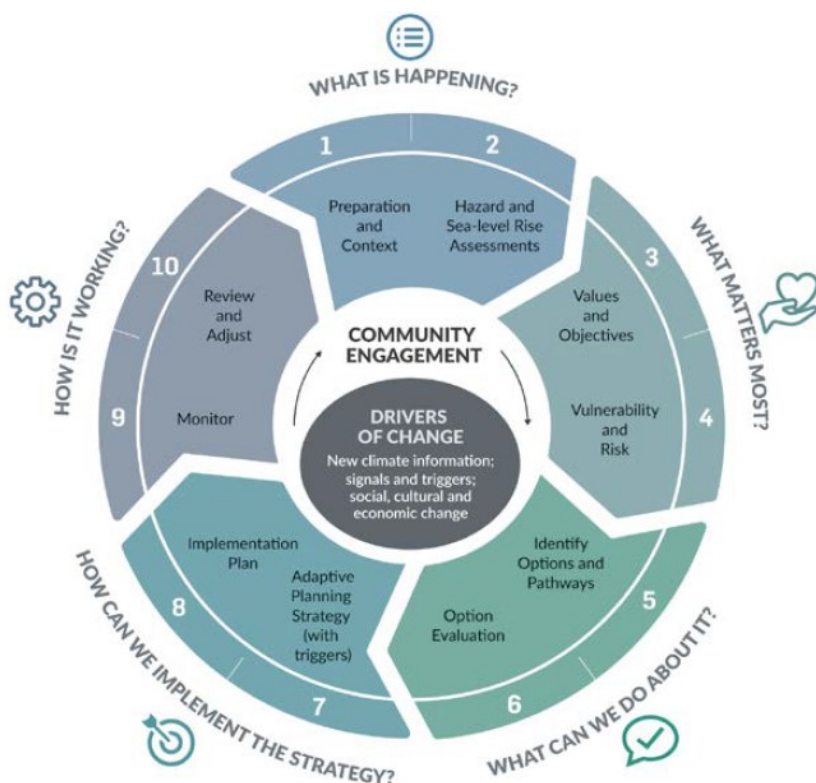 WHAT IS HAPPENING?
1
2
Preparation
and
Context
Hazard and
Sea-level Rise
Assessments
WHAT MATTERS MOST?
3
4
Values
and
Objectives
Vulnerability
and
Risk
WHAT CAN WE DO ABOUT IT?
5
6
Identify
Options and
Pathways
Option
Evaluation
HOW CAN WE IMPLEMENT THE STRATEGY?
7
8
Adaptive
Planning
Strategy
(with
triggers)
Implementation
Plan
HOW IS IT WORKING?
9
10
Monitor
Review
and
Adjust
COMMUNITY
ENGAGEMENT
DRIVERS
OF CHANGE
New climate information;
signals and triggers;
social, cultural and
economic change